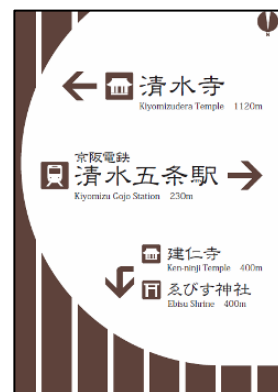 清水寺
Kiyomizudera Temple 1120m
京阪電鉄
清水五条駅
Kiyomizu Gojo Station 230m
建仁寺
Ken-ninji Temple 400m
ゑびす神社
Ebisu Shrine 400m